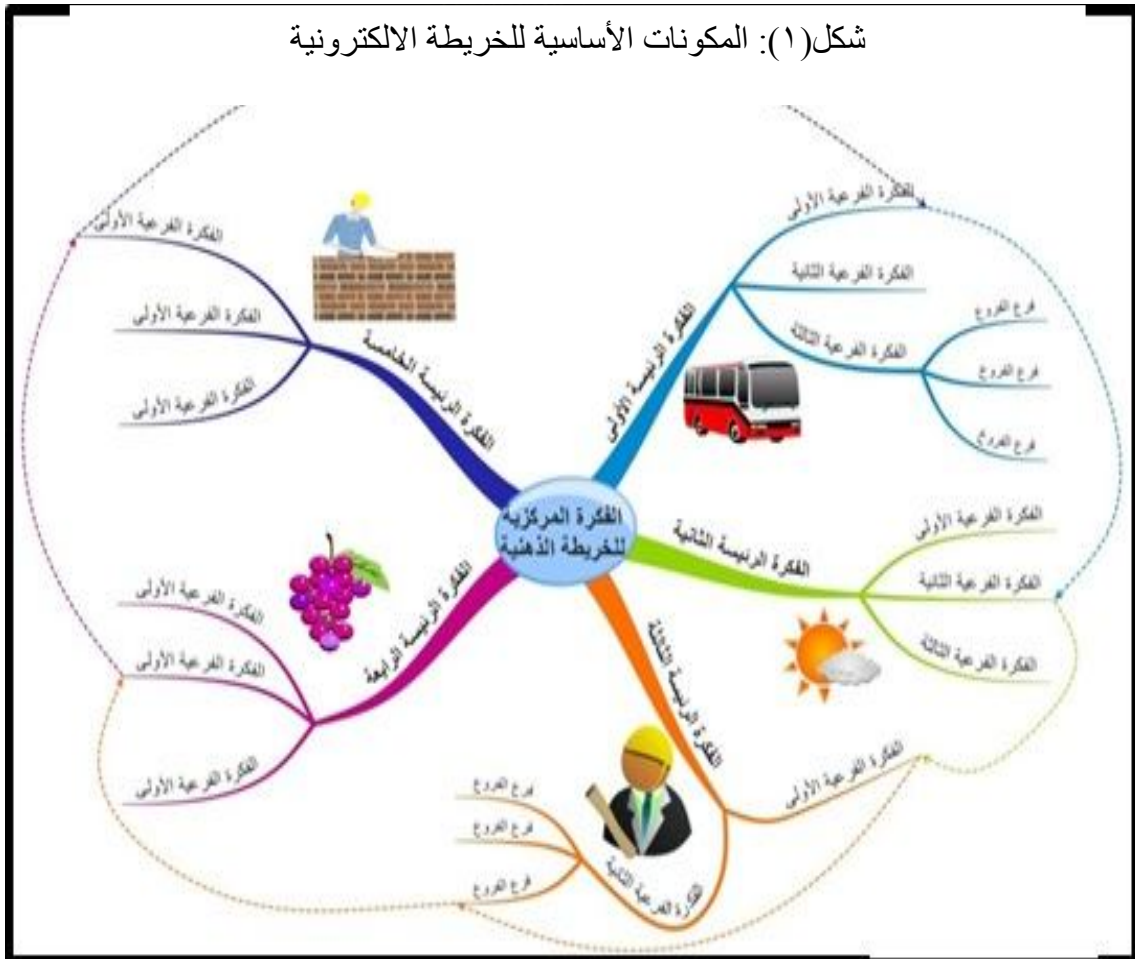 شكل(١): المكونات الأساسية للخريطة الالكترونية
الفكرة المركزية
للخريطة الذهنية
الفكرة الرئيسة الأولى
الفكرة الفرعية الأولى
الفكرة الفرعية الثانية
الفكرة الفرعية الثالثة
فرع الفروع
فرع الفروع
فرع الفروع
الفكرة الرئيسة الثانية
الفكرة الفرعية الأولى
الفكرة الفرعية الثانية
الفكرة الفرعية الثالثة
الفكرة الرئيسة الثالثة
الفكرة الفرعية الأولى
الفكرة الفرعية الثانية
فرع الفروع
فرع الفروع
فرع الفروع
الفكرة الرئيسة الرابعة
الفكرة الفرعية الأولى
الفكرة الفرعية الأولى
الفكرة الفرعية الأولى
الفكرة الرئيسة الخامسة
الفكرة الفرعية الأولى
الفكرة الفرعية الأولى
الفكرة الفرعية الأولى